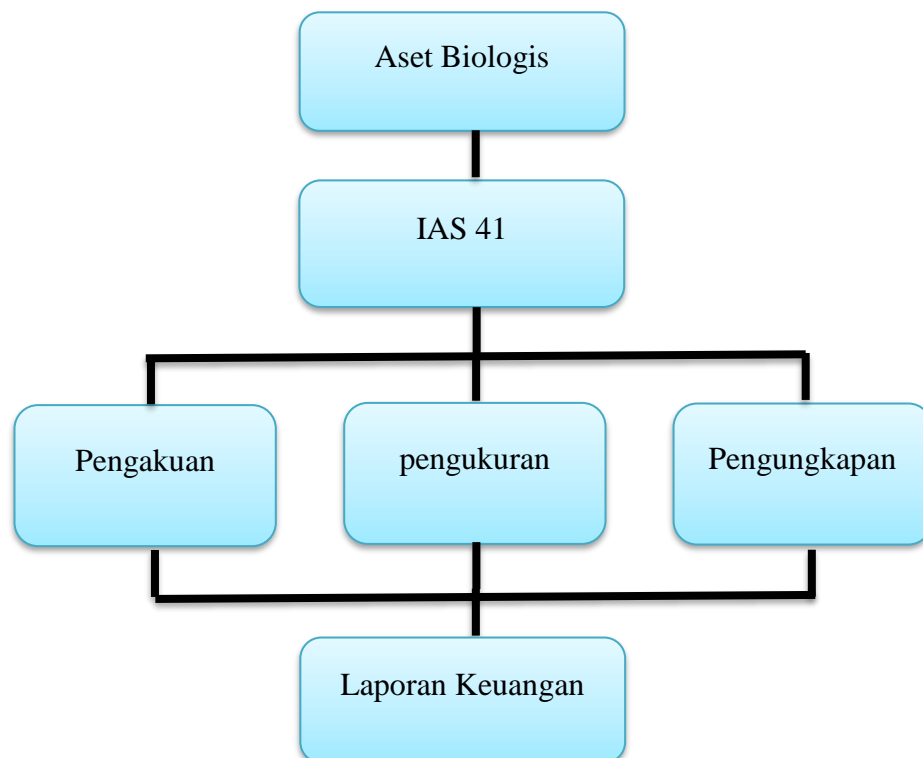 Aset Biologis
IAS 41
Pengakuan
pengukuran
Pengungkapan
Laporan Keuangan